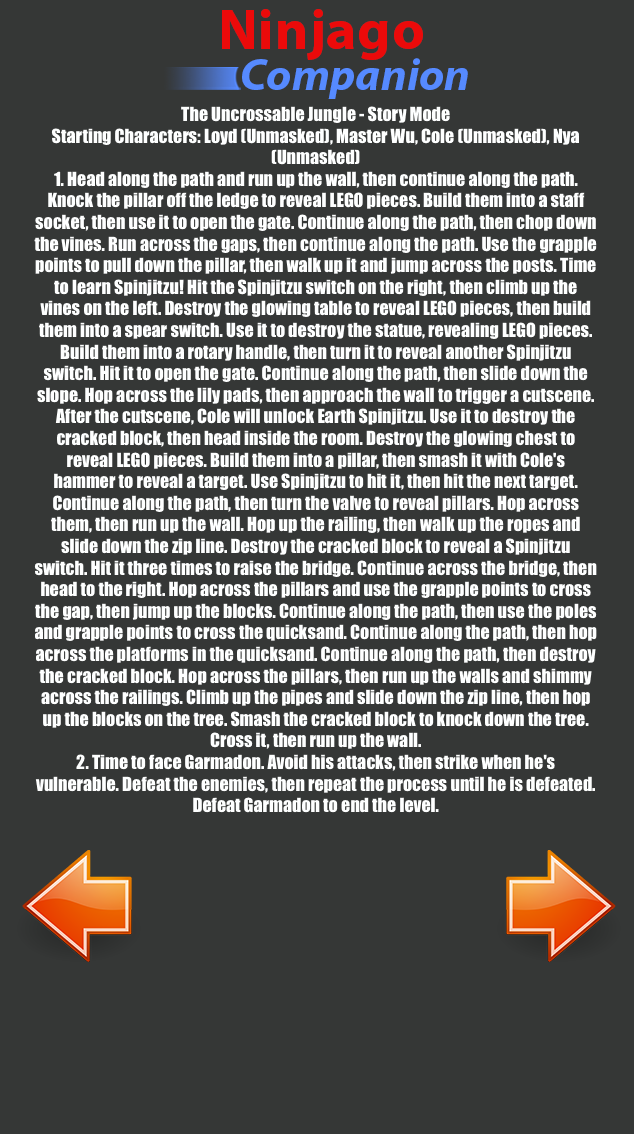 Ninjago
Companion
The Uncrossable Jungle - Story Mode
Starting Characters: Loyd (Unmasked), Master Wu, Cole (Unmasked), Nya
(Unmasked)
1. Head along the path and run up the wall, then continue along the path.
Knock the pillar off the ledge to reveal LEGO pieces. Build them into a staff
socket, then use it to open the gate. Continue along the path, then chop down
the vines. Run across the gaps, then continue along the path. Use the grapple
points to pull down the pillar, then walk up it and jump across the posts. Time
to learn Spinjitzu! Hit the Spinjitzu switch on the right, then climb up the
vines on the left. Destroy the glowing table to reveal LEGO pieces, then build
them into a spear switch. Use it to destroy the statue, revealing LEGO pieces.
Build them into a rotary handle, then turn it to reveal another Spinjitzu
switch. Hit it to open the gate. Continue along the path, then slide down the
slope. Hop across the lily pads, then approach the wall to trigger a cutscene.
After the cutscene, Cole will unlock Earth Spinjitzu. Use it to destroy the
cracked block, then head inside the room. Destroy the glowing chest to
reveal LEGO pieces. Build them into a pillar, then smash it with Cole's
hammer to reveal a target. Use Spinjitzu to hit it, then hit the next target.
Continue along the path, then turn the valve to reveal pillars. Hop across
them, then run up the wall. Hop up the railing, then walk up the ropes and
slide down the zip line. Destroy the cracked block to reveal a Spinjitzu
switch. Hit it three times to raise the bridge. Continue across the bridge, then
head to the right. Hop across the pillars and use the grapple points to cross
the gap, then jump up the blocks. Continue along the path, then use the poles
and grapple points to cross the quicksand. Continue along the path, then hop
across the platforms in the quicksand. Continue along the path, then destroy
the cracked block. Hop across the pillars, then run up the walls and shimmy
across the railings. Climb up the pipes and slide down the zip line, then hop
up the blocks on the tree. Smash the cracked block to knock down the tree.
Cross it, then run up the wall.
2. Time to face Garmadon. Avoid his attacks, then strike when he's
vulnerable. Defeat the enemies, then repeat the process until he is defeated.
Defeat Garmadon to end the level.